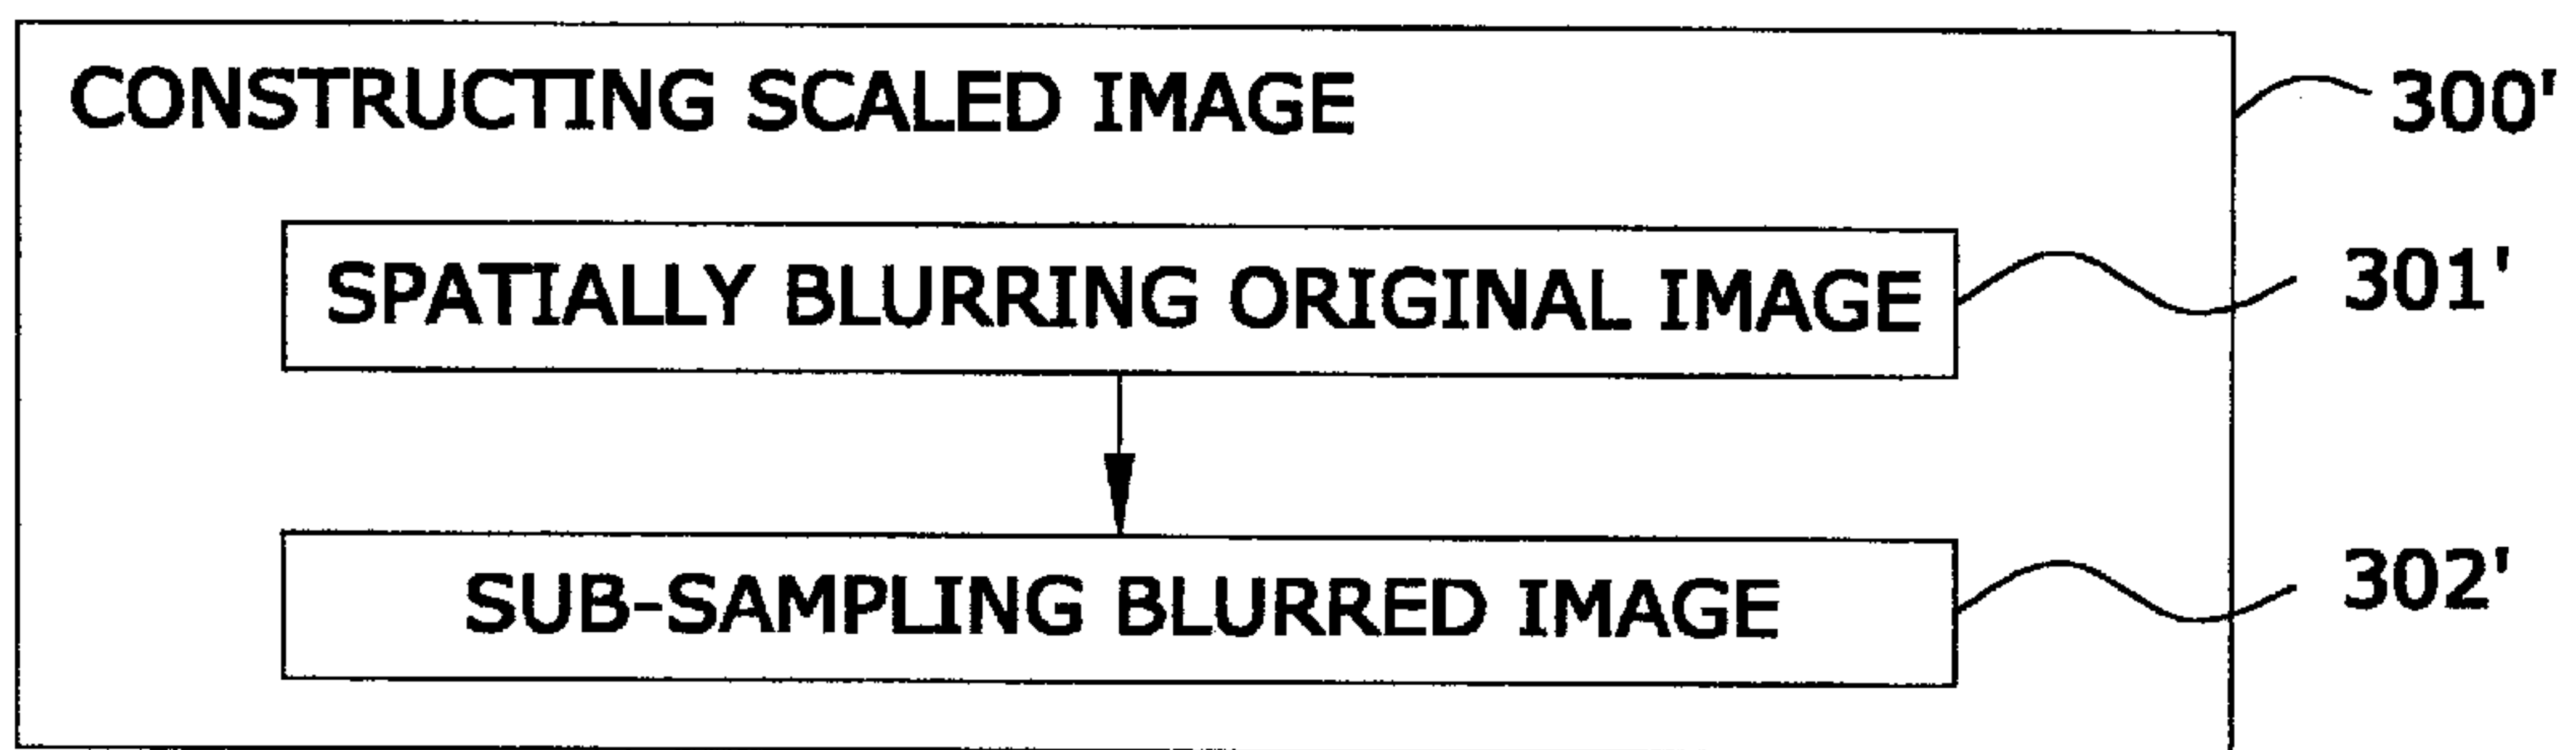 CONSTRUCTING SCALED IMAGE
300'
SPATIALLY BLURRING ORIGINAL IMAGE
301'
SUB-SAMPLING BLURRED IMAGE
302'